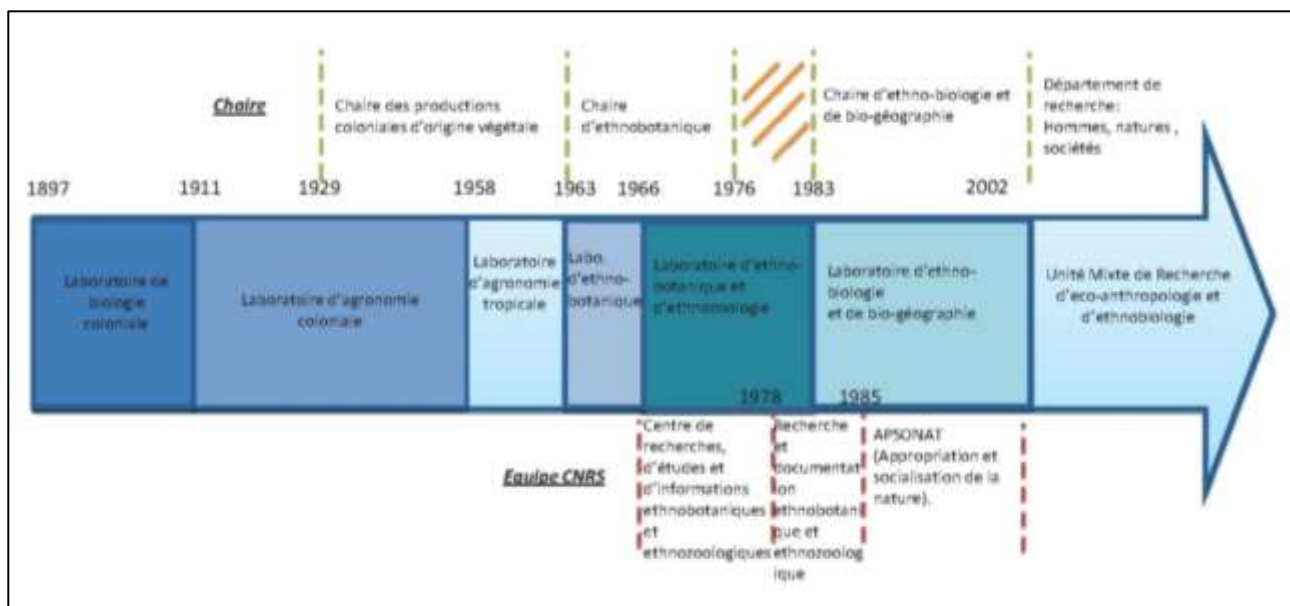 Chaire
Chaire des productions
coloniales d'origine végétale
Chaire
d'ethnobotanique
Chaire d'ethno-biologie et
de bio-géographie
Département de
recherche:
Hommes, natures ,
sociétés
1897
1911
1929
1958
1963
1966
1976
1983
2002
Laboratoire de
biologie
coloniale
Laboratoire d'agronomie
coloniale
Laboratoire
d'agronomie
tropicale
Labo.
d'ethno-
botanique
Laboratoire d'ethno-
botanique et
d'ethnozoologie
Laboratoire d'ethno-
biologie
et de bio-géographie
Unité Mixte de Recherche
d'eco-anthropologie et
d'ethnobiologie
1978
1985
Equipe CNRS
Centre de
recherches,
d'études et
d'informations
ethnobotaniques
et
ethnozoologiques
Recherche
et
documentat
ion
ethnobotani
que et
ethnozoolog
ique
APSONAT
(Appropriation et
socialisation de la
nature).